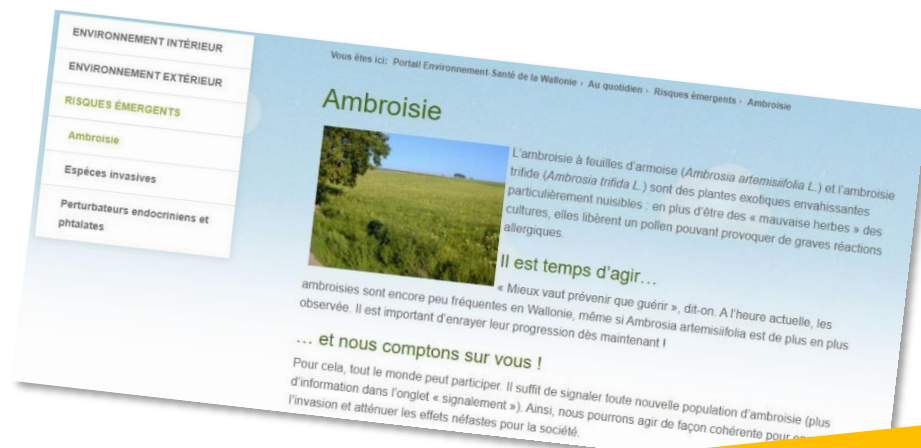 ENVIRONNEMENT INTÉRIEUR
ENVIRONNEMENT EXTÉRIEUR
RISQUES ÉMERGENTS
Ambroisie
Espèces invasives
Perturbateurs endocriniens et
phtalates
Vous êtes ici: Portail Environnement-Santé de la Wallonie › Au quotidien › Risques émergents › Ambroisie
Ambroisie
L'ambroisie à feuilles d'armoise (Ambrosia artemisiifolia L.) et l'ambroisie
trifide (Ambrosia trifida L.) sont des plantes exotiques envahissantes
particulièrement nuisibles : en plus d'être des « mauvaise herbes » des
cultures, elles libèrent un pollen pouvant provoquer de graves réactions
allergiques.
Il est temps d'agir…
« Mieux vaut prévenir que guérir », dit-on. A l'heure actuelle, les
ambroisies sont encore peu fréquentes en Wallonie, même si Ambrosia artemisiifolia est de plus en plus
observée. Il est important d'enrayer leur progression dès maintenant !
… et nous comptons sur vous !
Pour cela, tout le monde peut participer. Il suffit de signaler toute nouvelle population d'ambroisie (plus
d'information dans l'onglet « signalement »). Ainsi, nous pourrons agir de façon cohérente pour
l'invasion et atténuer les effets néfastes pour la société.